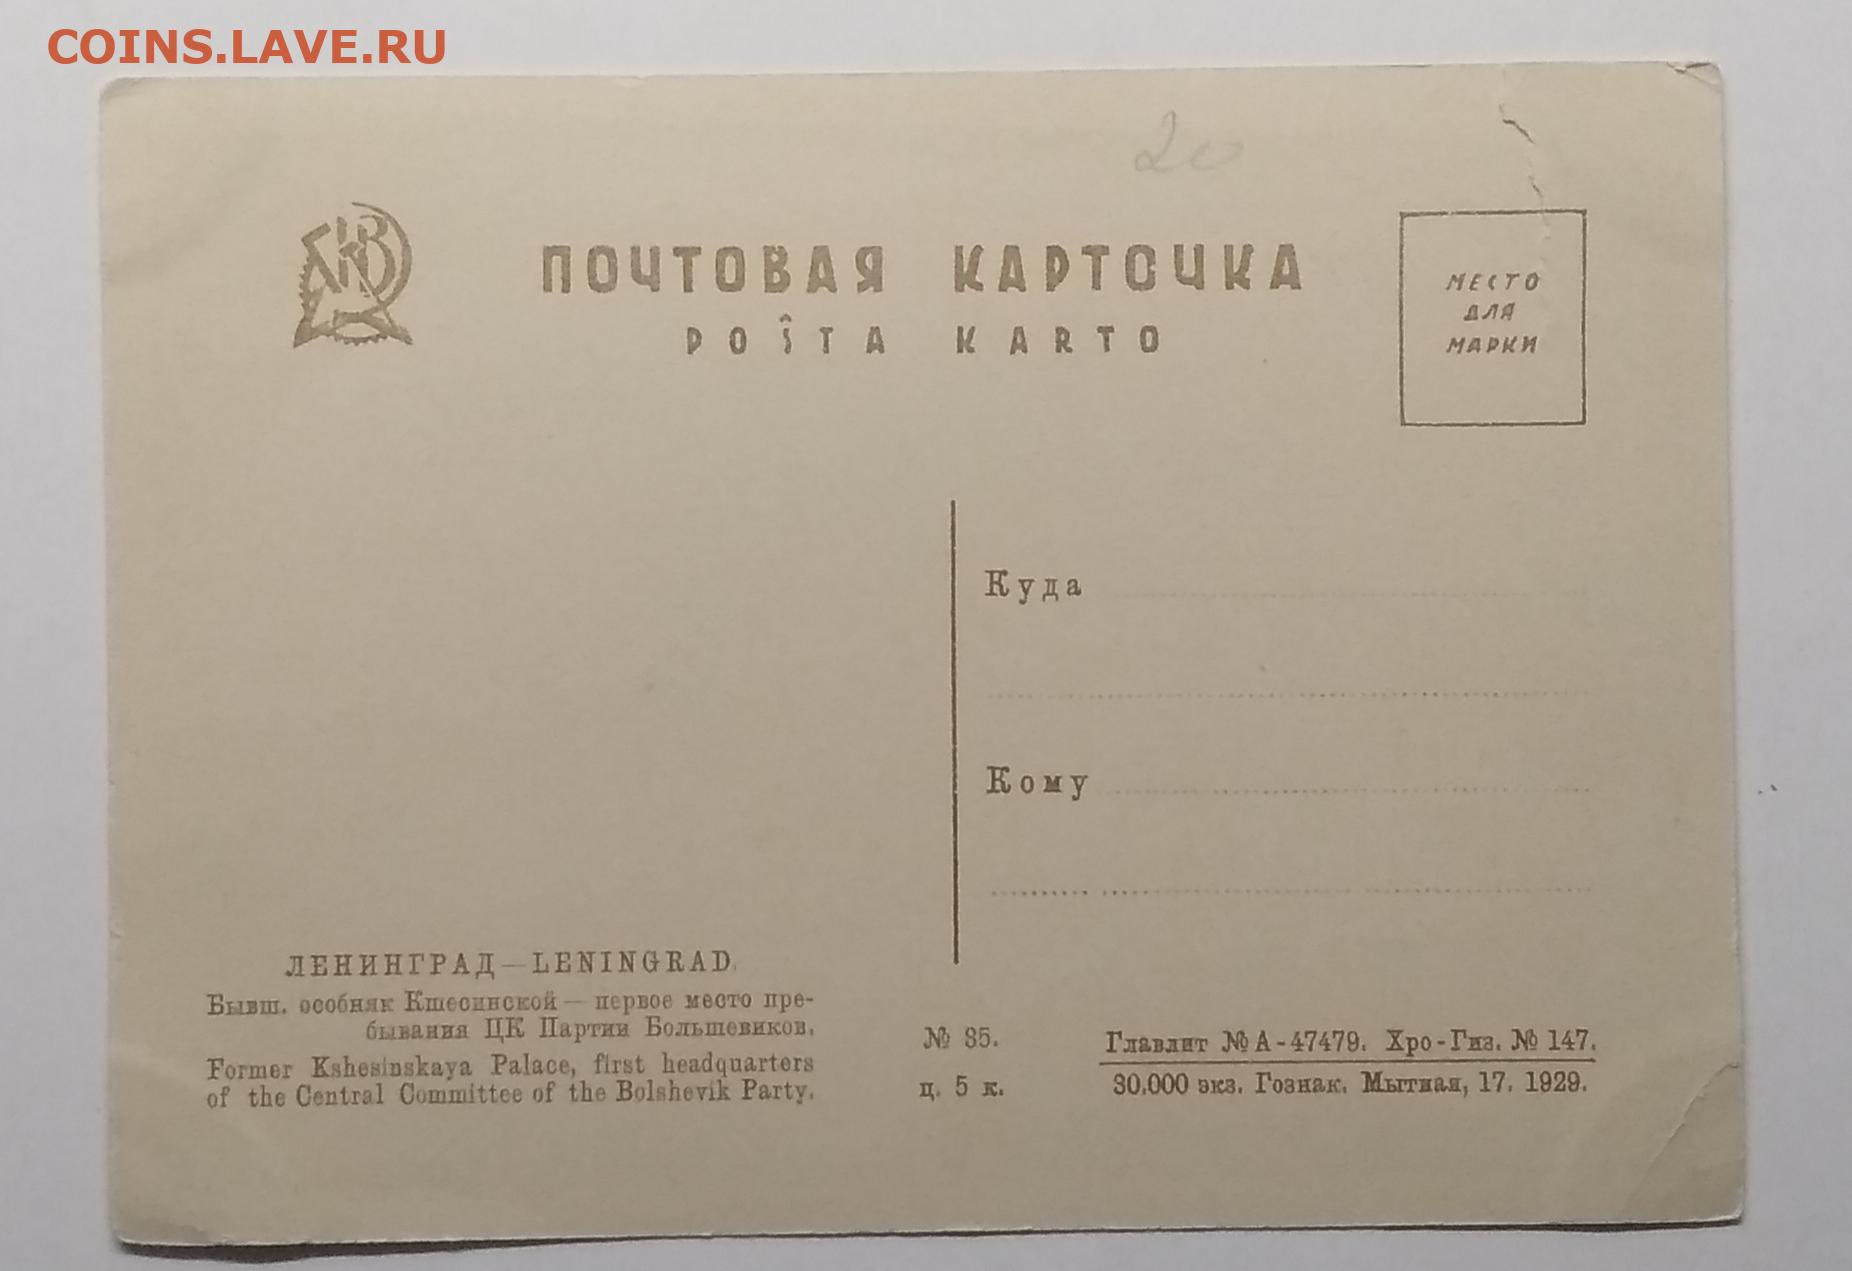 COINS.LAVE.RU
20
АКВ
ПОЧТОВАЯ КАРТОЧКА
POŜTA KARTO
МЕСТО
ДЛЯ
МАРКИ
Куда
Кому
ЛЕНИНГРАД—LENINGRAD.
Бывш. особняк Кшесинской — первое место пре-
бывания ЦК Партии Большевиков.
Former Kshesinskaya Palace, first headquarters
of the Central Committee of the Bolshevik Party.
№ 85.
ц. 5 к.
Главлит № А-47479. Хро-Гиз. № 147.
30.000 экз. Гознак. Мытная, 17. 1929.